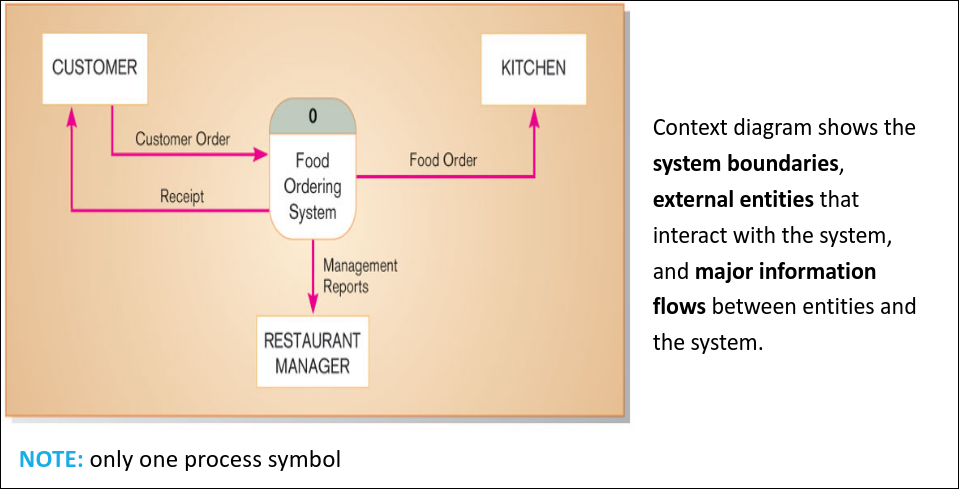 CUSTOMER
KITCHEN
0
Customer Order
Food
Ordering
System
Food Order
Receipt
Management
Reports
RESTAURANT
MANAGER
Context diagram shows the
system boundaries,
external entities that
interact with the system,
and major information
flows between entities and
the system.
NOTE: only one process symbol